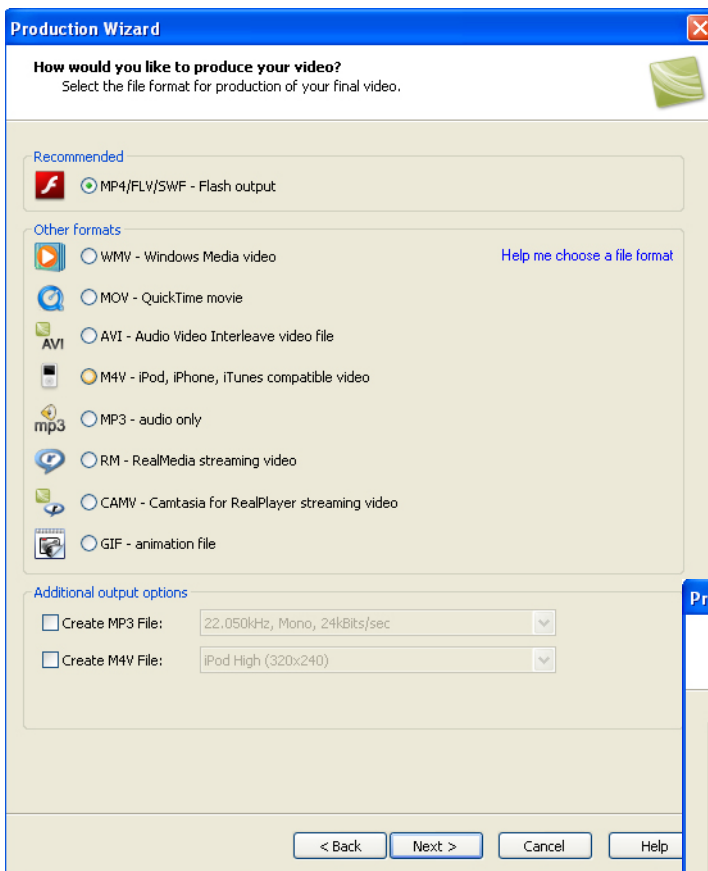 Production Wizard
How would you like to produce your video?
Select the file format for production of your final video.
Recommended
MP4/FLV/SWF - Flash output
Other formats
WMV - Windows Media video
Help me choose a file format
MOV - QuickTime movie
AVI
AVI - Audio Video Interleave video file
M4V - iPod, iPhone, iTunes compatible video
mp3
MP3 - audio only
RM - RealMedia streaming video
CAMV - Camtasia for RealPlayer streaming video
GIF - animation file
Additional output options
Create MP3 File: 22.050kHz, Mono, 24kBits/sec
Create M4V File: iPod High (320x240)
Pr
< Back Next > Cancel Help